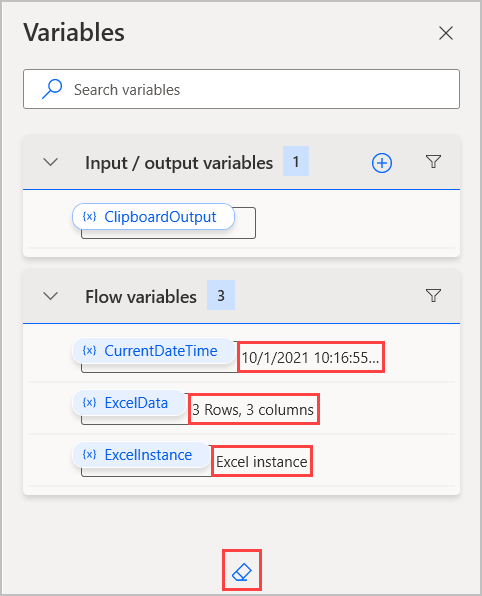 Variables
Search variables
Input / output variables 1
{x} ClipboardOutput
Flow variables 3
{x} CurrentDateTime 10/1/2021 10:16:55...
{x} ExcelData 3 Rows, 3 columns
{x} ExcelInstance Excel instance